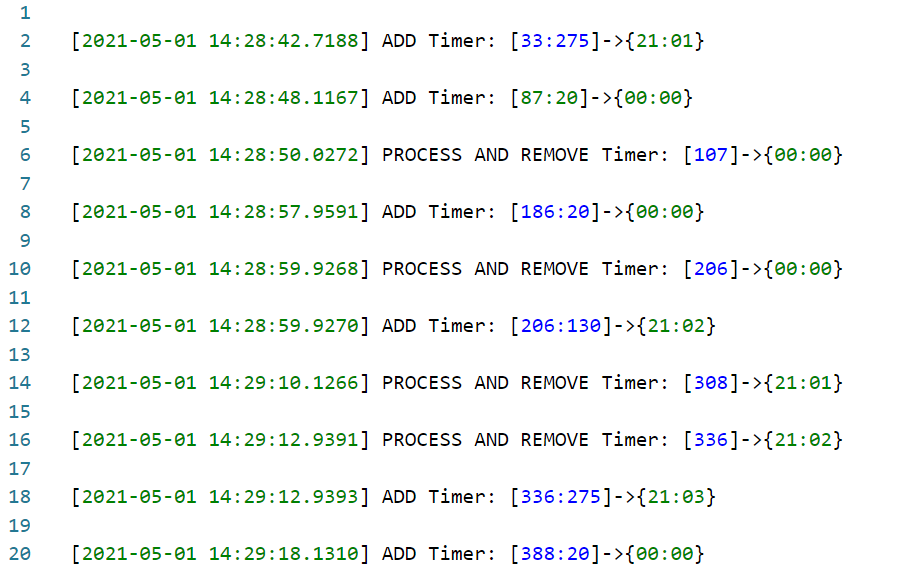 1
2 [2021-05-01 14:28:42.7188] ADD Timer: [33:275]->{21:01}
3
4 [2021-05-01 14:28:48.1167] ADD Timer: [87:20]->{00:00}
5
6 [2021-05-01 14:28:50.0272] PROCESS AND REMOVE Timer: [107]->{00:00}
7
8 [2021-05-01 14:28:57.9591] ADD Timer: [186:20]->{00:00}
9
10 [2021-05-01 14:28:59.9268] PROCESS AND REMOVE Timer: [206]->{00:00}
11
12 [2021-05-01 14:28:59.9270] ADD Timer: [206:130]->{21:02}
13
14 [2021-05-01 14:29:10.1266] PROCESS AND REMOVE Timer: [308]->{21:01}
15
16 [2021-05-01 14:29:12.9391] PROCESS AND REMOVE Timer: [336]->{21:02}
17
18 [2021-05-01 14:29:12.9393] ADD Timer: [336:275]->{21:03}
19
20 [2021-05-01 14:29:18.1310] ADD Timer: [388:20]->{00:00}